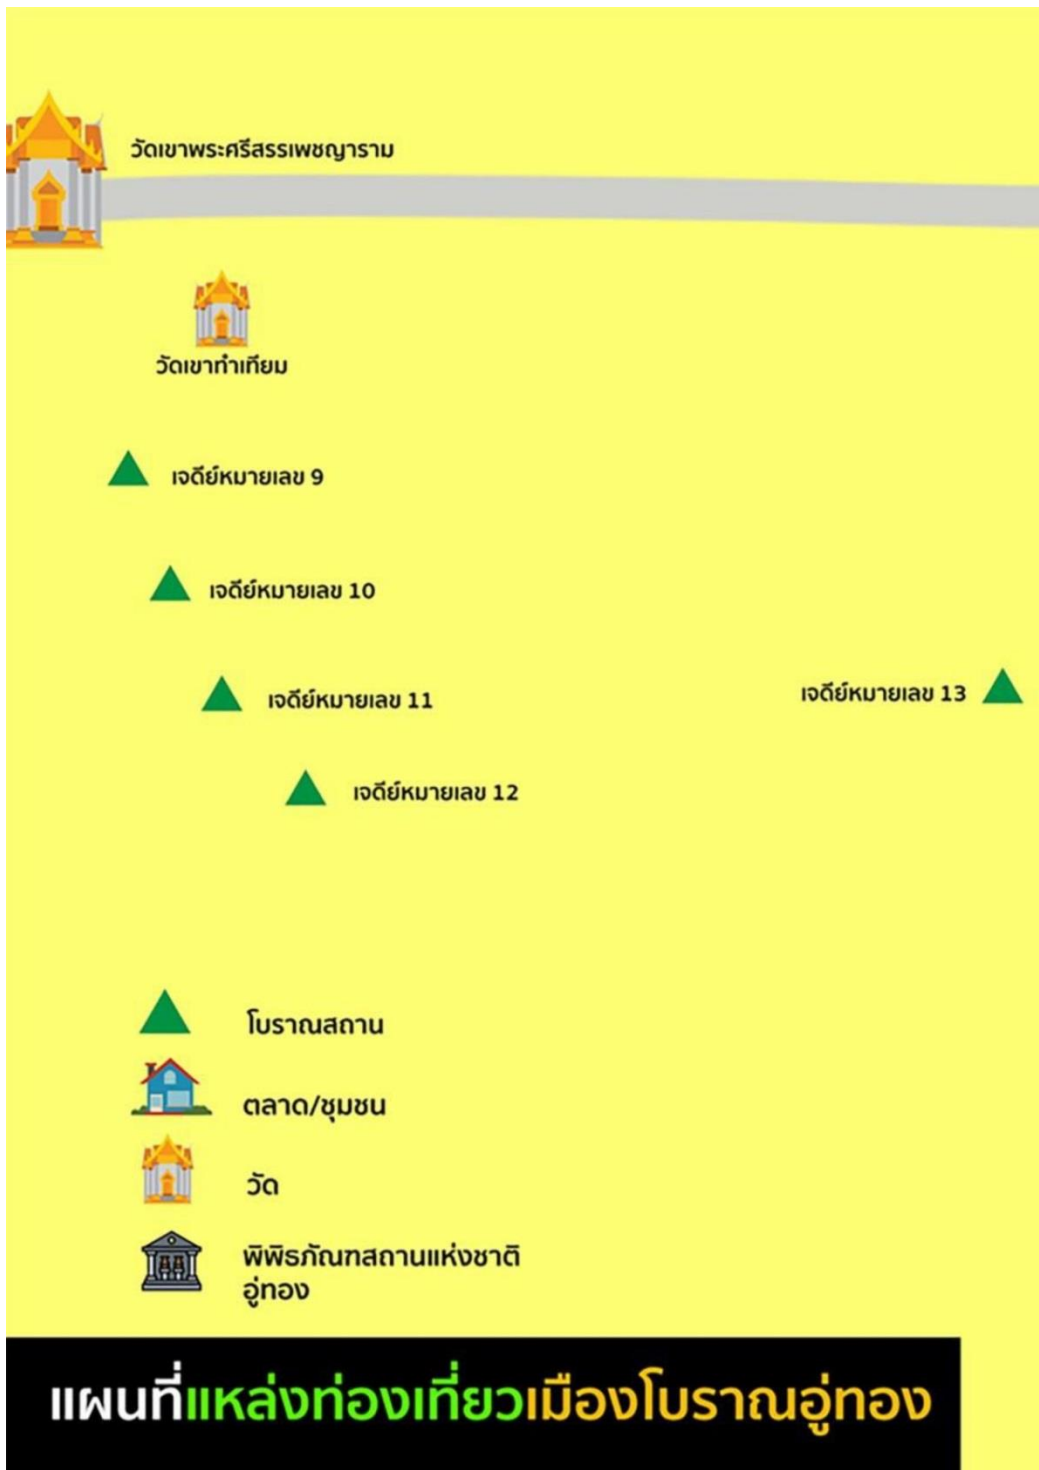 วัดเขาพระศรีสรรเพชญาราม
วัดเขาทำเทียม
เจดีย์หมายเลข 9
เจดีย์หมายเลข 10
เจดีย์หมายเลข 11
เจดีย์หมายเลข 13
เจดีย์หมายเลข 12
โบราณสถาน
ตลาด/ชุมชน
วัด
พิพิธภัณฑสถานแห่งชาติ
อู่ทอง
แผนที่แหล่งท่องเที่ยวเมืองโบราณอู่ทอง